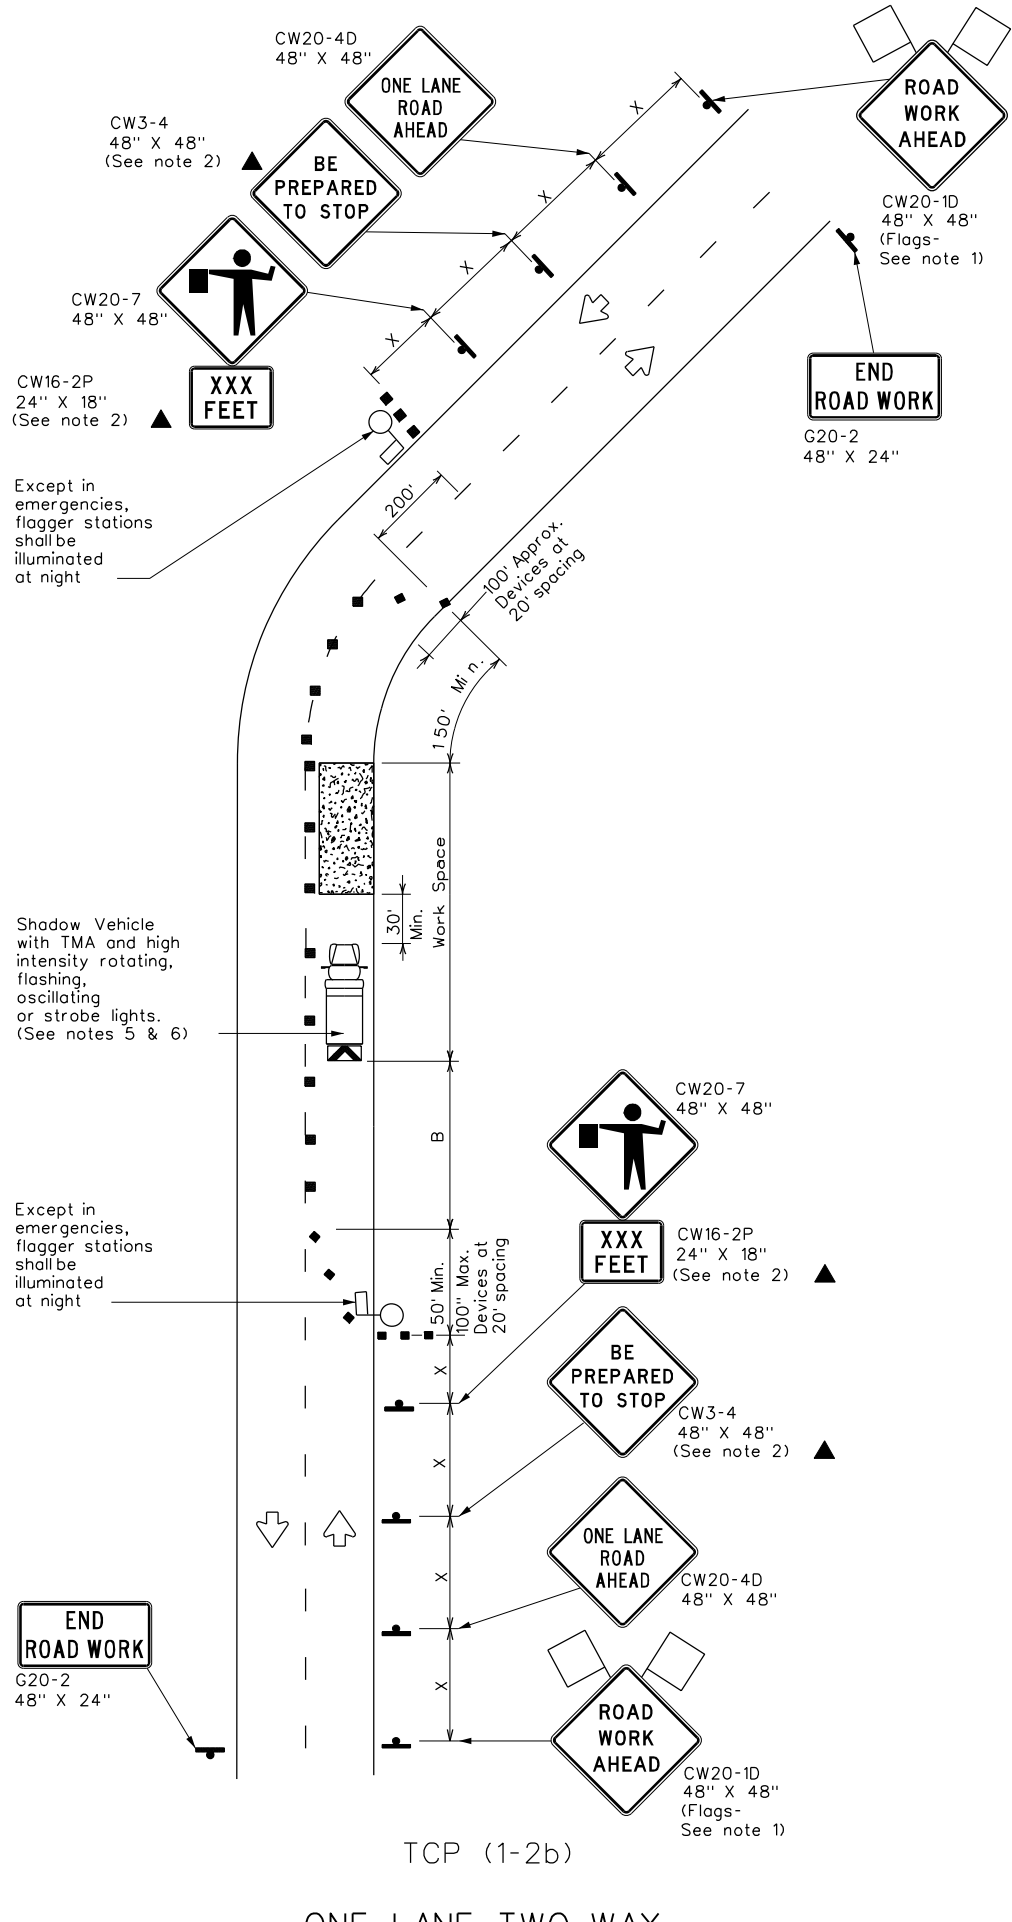 CW20-4D
48" X 48"
ONE LANE
ROAD
AHEAD
CW3-4
48" X 48"
(See note 2)
BE
PREPARED
TO STOP
CW20-7
48" X 48"
CW16-2P
24" X 18"
(See note 2)
XXX
FEET
X
X
X
X
ROAD
WORK
AHEAD
CW20-1D
48" X 48"
(Flags-
See note 1)
END
ROAD WORK
G20-2
48" X 24"
Except in
emergencies,
flagger stations
shall be
illuminated
at night
200'
100' Approx.
Devices at
20' spacing
150' Min.
Work Space
30'
Min.
Shadow Vehicle
with TMA and high
intensity rotating,
flashing,
oscillating
or strobe lights.
(See notes 5 & 6)
B
CW20-7
48" X 48"
XXX
FEET
CW16-2P
24" X 18"
(See note 2)
Except in
emergencies,
flagger stations
shall be
illuminated
at night
50' Min.
100" Max.
Devices at
20' spacing
X
X
X
X
BE
PREPARED
TO STOP
CW3-4
48" X 48"
(See note 2)
ONE LANE
ROAD
AHEAD
CW20-4D
48" X 48"
END
ROAD WORK
G20-2
48" X 24"
ROAD
WORK
AHEAD
CW20-1D
48" X 48"
(Flags-
See note 1)
TCP (1-2b)
ONE LANE TWO WAY